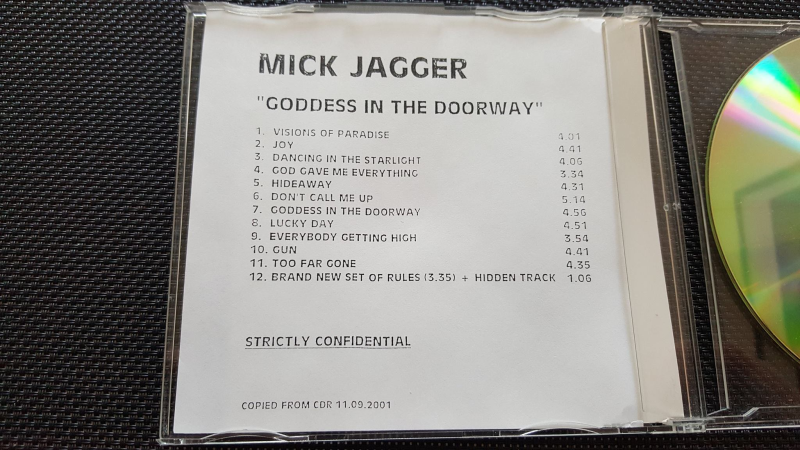 MICK JAGGER
"GODDESS IN THE DOORWAY"
1. VISIONS OF PARADISE 4.01
2. JOY 4.41
3. DANCING IN THE STARLIGHT 4.06
4. GOD GAVE ME EVERYTHING 3.34
5. HIDEAWAY 4.31
6. DON'T CALL ME UP 5.14
7. GODDESS IN THE DOORWAY 4.56
8. LUCKY DAY 4.51
9. EVERYBODY GETTING HIGH 3.54
10. GUN 4.41
11. TOO FAR GONE 4.35
12. BRAND NEW SET OF RULES (3.35) + HIDDEN TRACK 1.06
STRICTLY CONFIDENTIAL
COPIED FROM CDR 11.09.2001